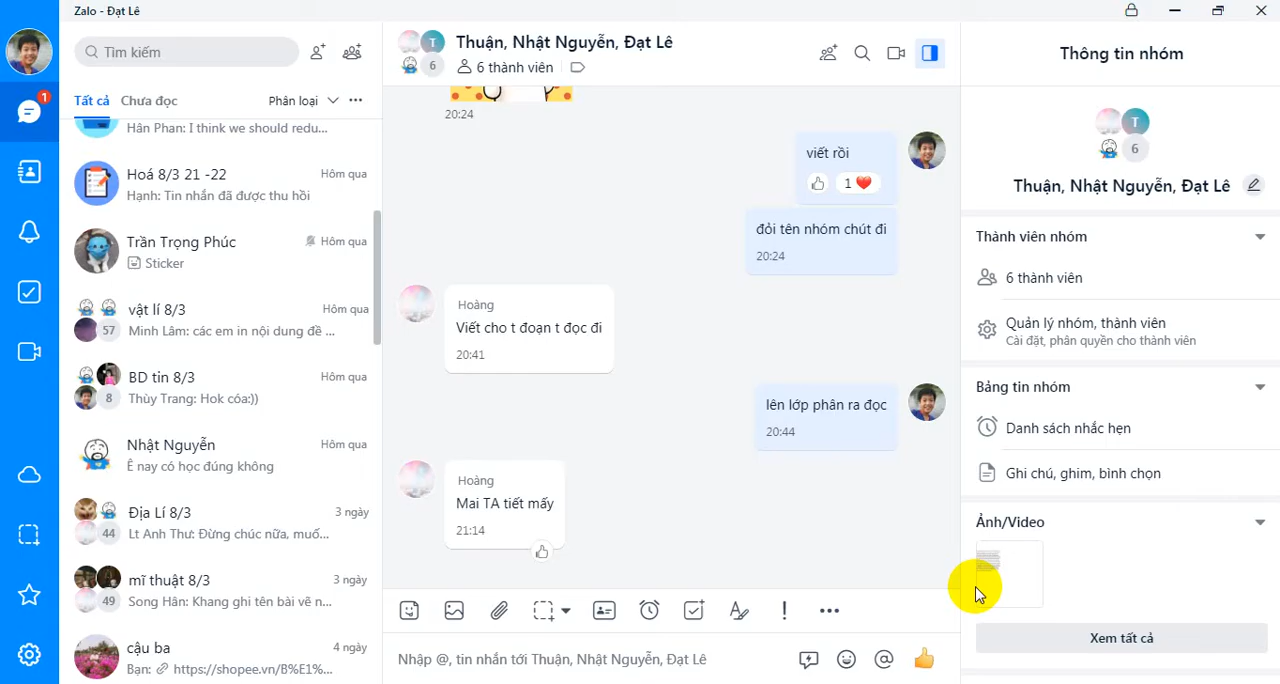 Zalo - Đạt Lê
Tìm kiếm
Tất cả
Chưa đọc
Phân loại
1
Hân Phan: I think we should redu...
Hoá 8/3 21 -22
Hôm qua
Hạnh: Tin nhắn đã được thu hồi
Trần Trọng Phúc
Hôm qua
Sticker
vật lí 8/3
Hôm qua
57
Minh Lâm: các em in nội dung đề ...
BD tin 8/3
Hôm qua
8
Thùy Trang: Hok cóa:))
Nhật Nguyễn
Hôm qua
Ê nay có học đúng không
Địa Lí 8/3
3 ngày
44
Lt Anh Thư: Đừng chúc nữa, muố...
mĩ thuật 8/3
3 ngày
49
Song Hân: Khang ghi tên bài vẽ n...
cậu ba
4 ngày
Bạn: https://shopee.vn/B%E1%...
T
6
Thuận, Nhật Nguyễn, Đạt Lê
6 thành viên
20:24
viết rồi
1
đỏi tên nhóm chút đi
20:24
Hoàng
Viết cho t đoạn t đọc đi
20:41
lên lớp phân ra đọc
20:44
Hoàng
Mai TA tiết mấy
21:14
Nhập @, tin nhắn tới Thuận, Nhật Nguyễn, Đạt Lê
Thông tin nhóm
T
6
Thuận, Nhật Nguyễn, Đạt Lê
Thành viên nhóm
6 thành viên
Quản lý nhóm, thành viên
Cài đặt, phân quyền cho thành viên
Bảng tin nhóm
Danh sách nhắc hẹn
Ghi chú, ghim, bình chọn
Ảnh/Video
Xem tất cả